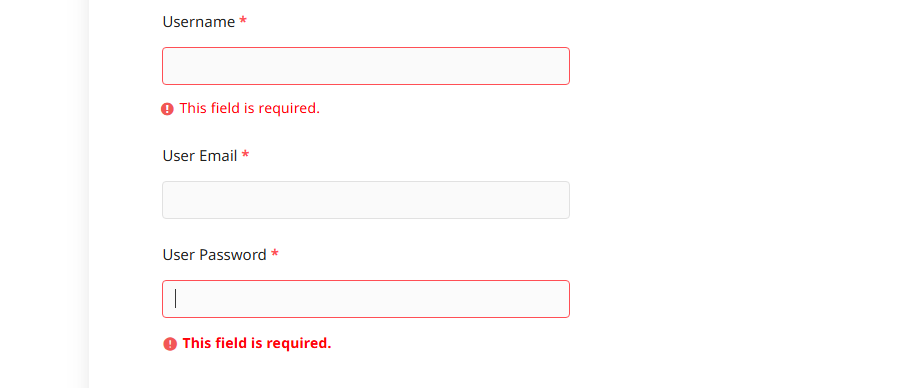 Username *
This field is required.
User Email *
User Password *
This field is required.